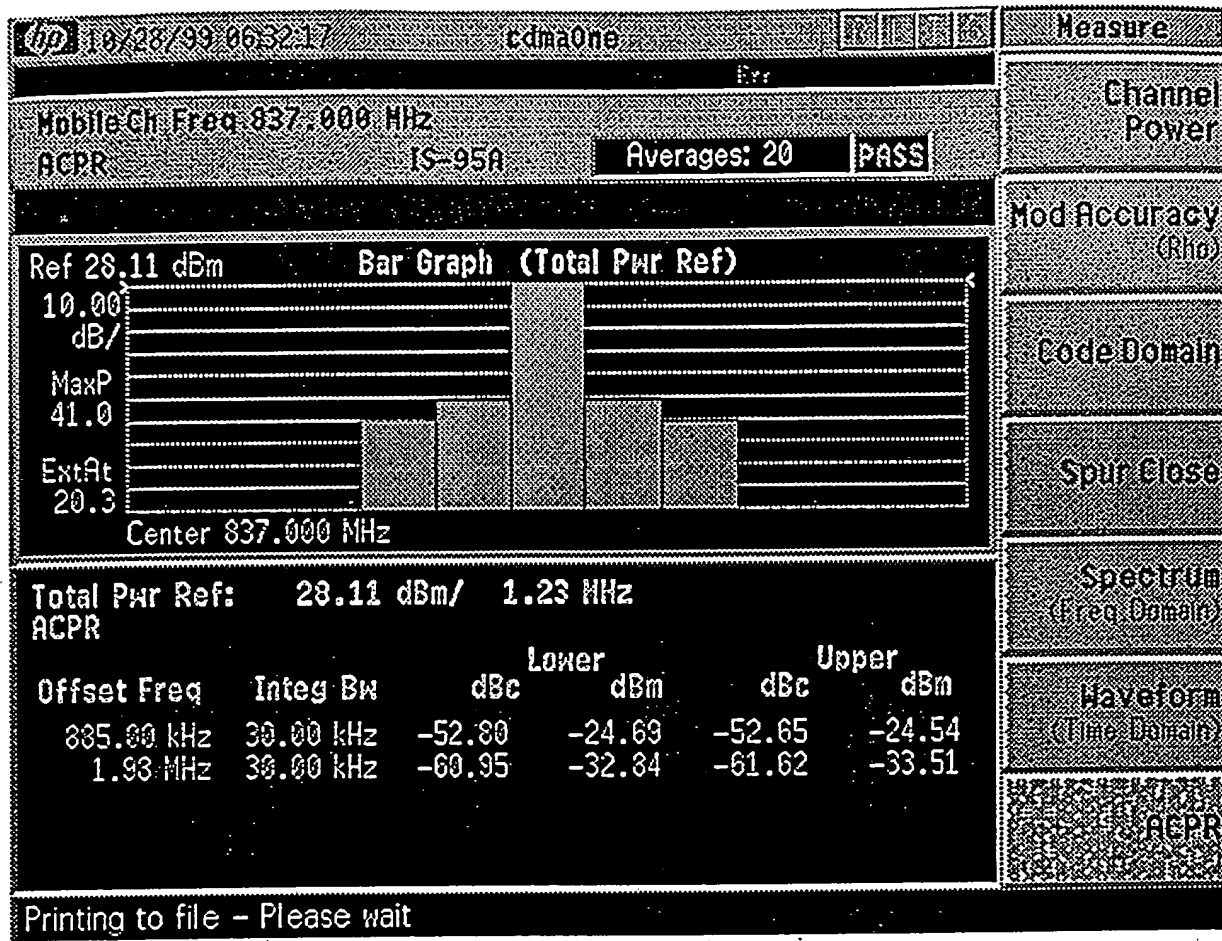 hp 10/28/99 06:32:17 cdmaOne
Measure
Err
Mobile Ch Freq 837.000 MHz
ACPR IS-95A Averages: 20 PASS
Channel
Power
Mod Accuracy
(Rho)
Code Domain
Spur Close
Spectrum
(Freq Domain)
Waveform
(Time Domain)
ACPR
Ref 28.11 dBm Bar Graph (Total Pwr Ref)
10.00
dB/
MaxP
41.0
ExtAt
20.3
Center 837.000 MHz
Total Pwr Ref: 28.11 dBm/ 1.23 MHz
ACPR
Lower Upper
Offset Freq Integ BW dBc dBm dBc dBm
885.00 kHz 30.00 kHz -52.80 -24.69 -52.65 -24.54
1.98 MHz 30.00 kHz -60.95 -32.84 -61.62 -33.51
Printing to file - Please wait